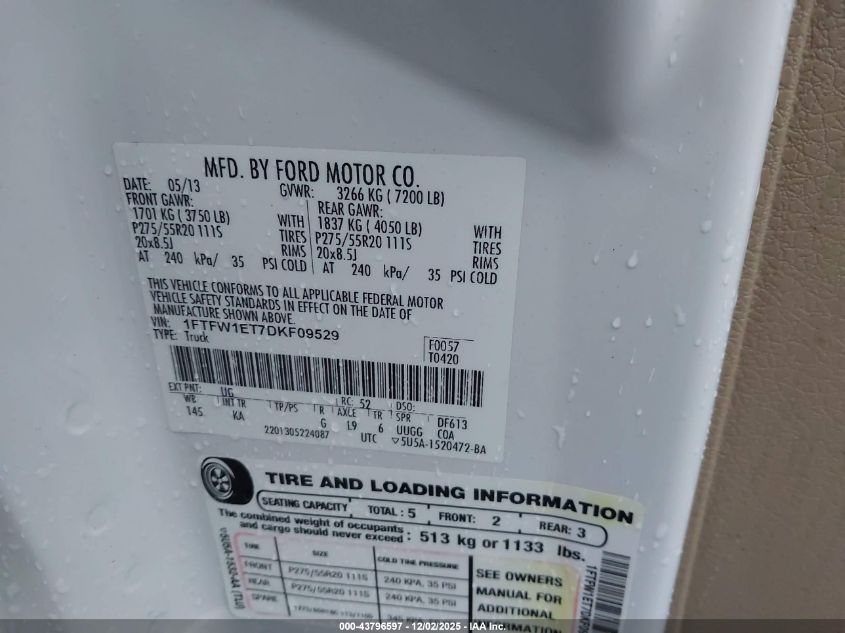 MFD. BY FORD MOTOR CO.
DATE: 05/13 GVWR: 3266 KG ( 7200 LB)
FRONT GAWR: REAR GAWR:
1701 KG ( 3750 LB) WITH 1837 KG ( 4050 LB) WITH
P275/55R20 111S TIRES P275/55R20 111S TIRES
20x8.5J RIMS 20x8.5J RIMS
AT 240 kPa/ 35 PSI COLD AT 240 kPa/ 35 PSI COLD
THIS VEHICLE CONFORMS TO ALL APPLICABLE FEDERAL MOTOR
VEHICLE SAFETY STANDARDS IN EFFECT ON THE DATE OF
MANUFACTURE SHOWN ABOVE.
VIN: 1FTFW1ET7DKF09529
TYPE: Truck
F0057
T0420
EXT PNT: UG RC: 52 DSO:
WB INT TR TP/PS R AXLE TR SPR DF613
145 KA G L9 6 UUGG COA
2201305224087 UTC ▽5U5A-1520472-BA
TIRE AND LOADING INFORMATION
SEATING CAPACITY TOTAL : 5 FRONT: 2 REAR: 3
The combined weight of occupants
and cargo should never exceed : 513 kg or 1133 lbs.
TIRE SIZE COLD TIRE PRESSURE
FRONT P275/55R20 111S 240 KPA, 35 PSI
REAR P275/55R20 111S 240 KPA, 35 PSI
SPARE
SEE OWNERS
MANUAL FOR
ADDITIONAL
000-43796597 - 12/02/2025 - IAA Inc.